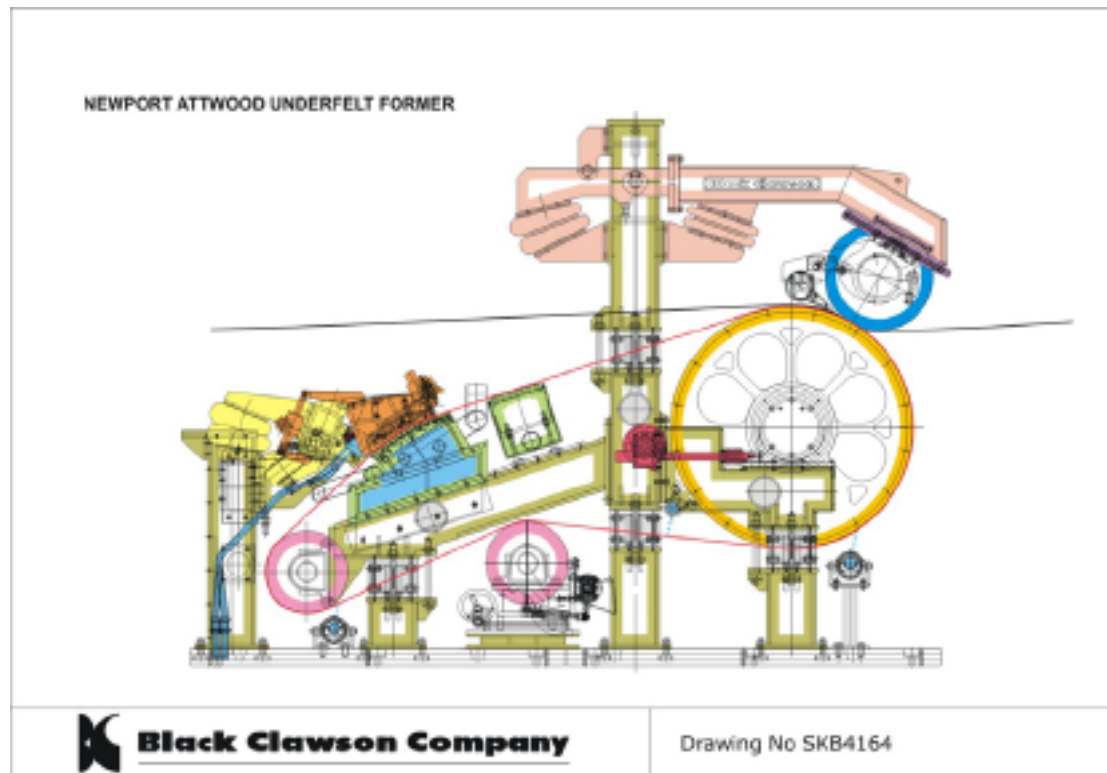 NEWPORT ATTWOOD UNDERFELT FORMER
Black Clawson Company
Drawing No SKB4164